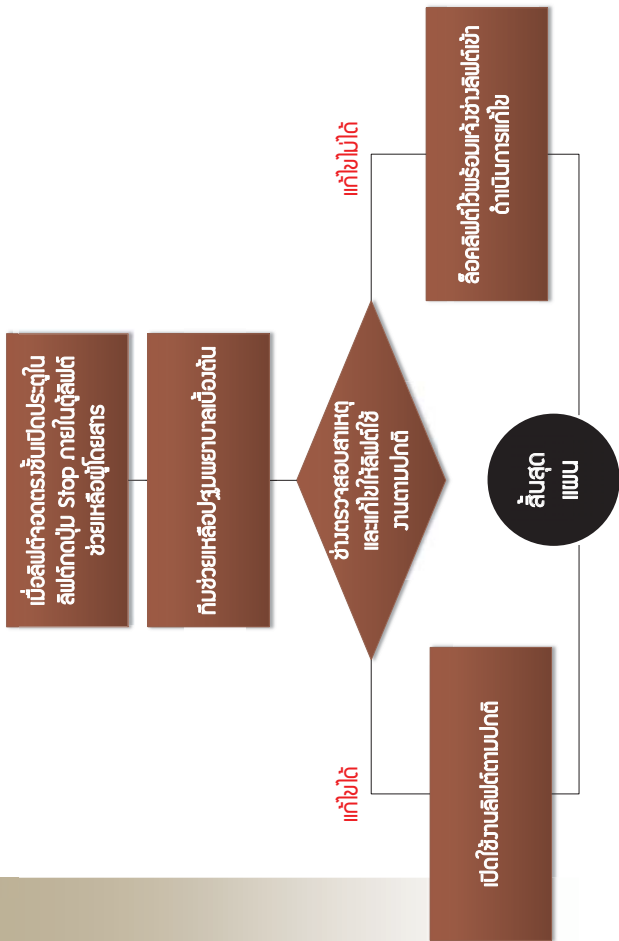 เมื่อลิฟต์จอดตรงชั้นเปิดประตูใน
ลิฟต์กดปุ่ม Stop ภายในตู้ลิฟต์
ช่วยเหลือผู้โดยสาร
ทีมช่วยเหลือปฐมพยาบาลเบื้องต้น
ช่างตรวจสอบสาเหตุ
และแก้ไขให้ลิฟต์ใช้
งานตามปกติ
แก้ไขได้
แก้ไขไม่ได้
เปิดใช้งานลิฟต์ตามปกติ
ล็อคลิฟต์ไว้พร้อมแจ้งช่างลิฟต์เข้า
ดำเนินการแก้ไข
สิ้นสุด
แผน